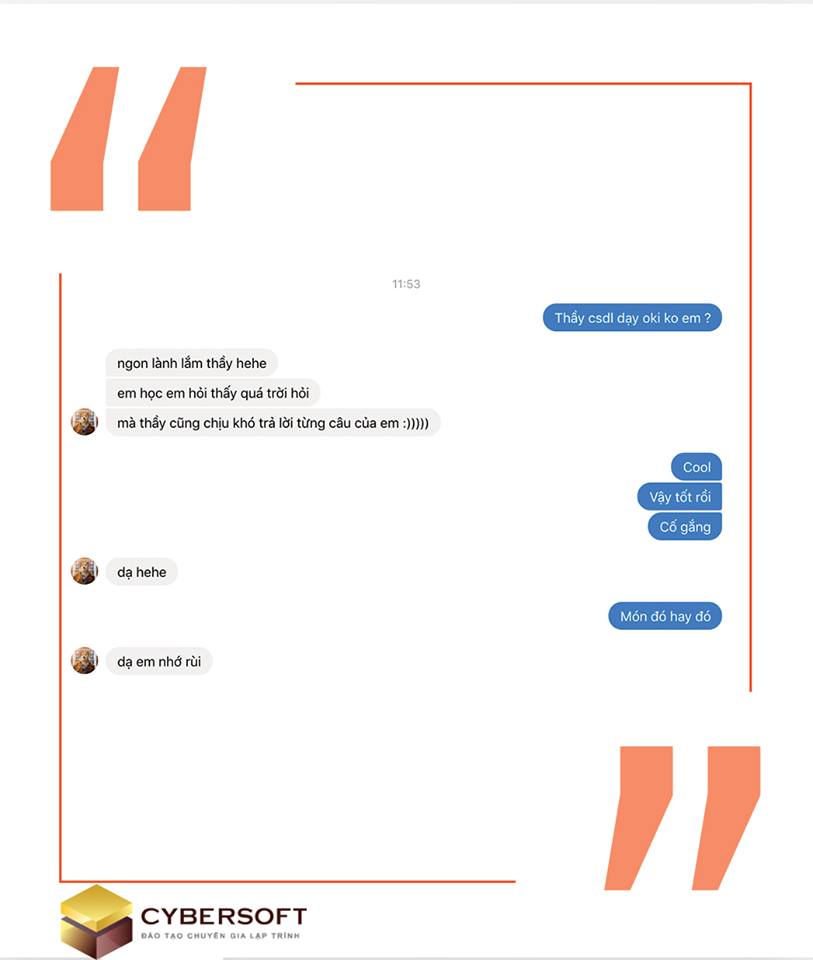 11:53
Thầy csdl dạy oki ko em ?
ngon lành lắm thầy hehe
em học em hỏi thấy quá trời hỏi
mà thầy cũng chịu khó trả lời từng câu của em :)))))
Cool
Vậy tốt rồi
Cố gắng
dạ hehe
Món đó hay đó
dạ em nhớ rùi
CYBERSOFT
ĐÀO TẠO CHUYÊN GIA LẬP TRÌNH